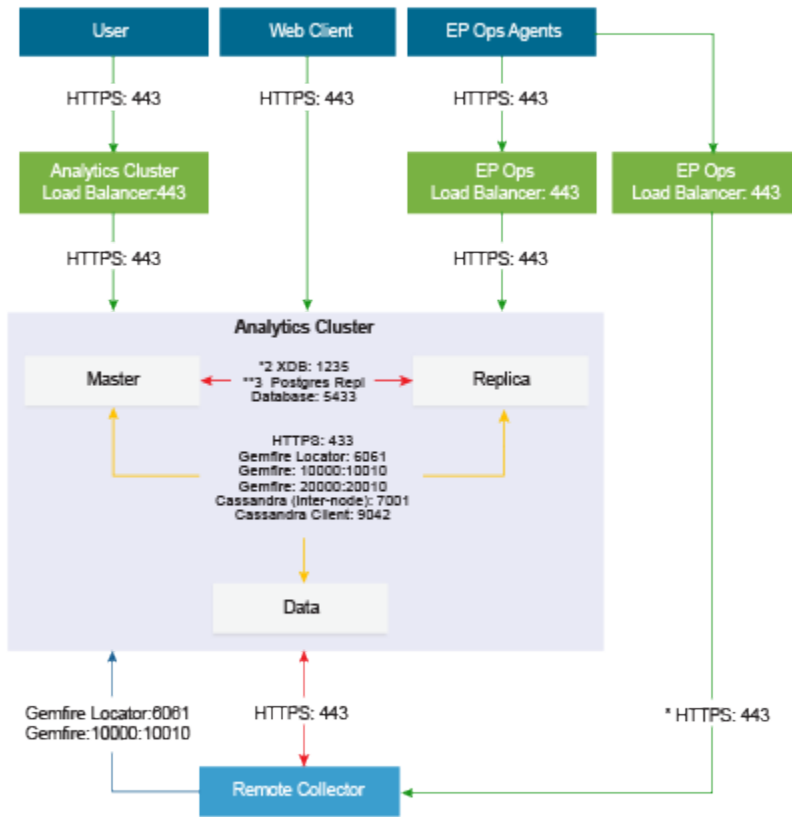 User
Web Client
EP Ops Agents
HTTPS: 443
HTTPS: 443
HTTPS: 443
Analytics Cluster
Load Balancer:443
EP Ops
Load Balancer: 443
EP Ops
Load Balancer: 443
HTTPS: 443
HTTPS: 443
Analytics Cluster
Master
*2 XDB: 1235
**3 Postgres Repl
Database: 5433
Replica
HTTPS: 433
Gemfire Locator: 6061
Gemfire: 10000:10010
Gemfire: 20000:20010
Cassandra (Inter-node): 7001
Cassandra Client: 9042
Data
Gemfire Locator:6061
Gemfire:10000:10010
HTTPS: 443
* HTTPS: 443
Remote Collector